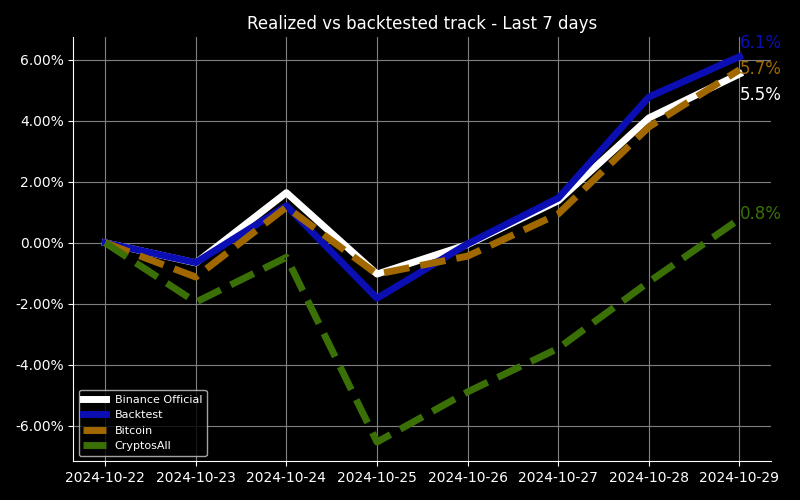 Realized vs backtested track - Last 7 days
6.00%
4.00%
2.00%
0.00%
-2.00%
-4.00%
-6.00%
6.1%
5.7%
5.5%
0.8%
Binance Official
Backtest
Bitcoin
CryptosAll
2024-10-22 2024-10-23 2024-10-24 2024-10-25 2024-10-26 2024-10-27 2024-10-28 2024-10-29